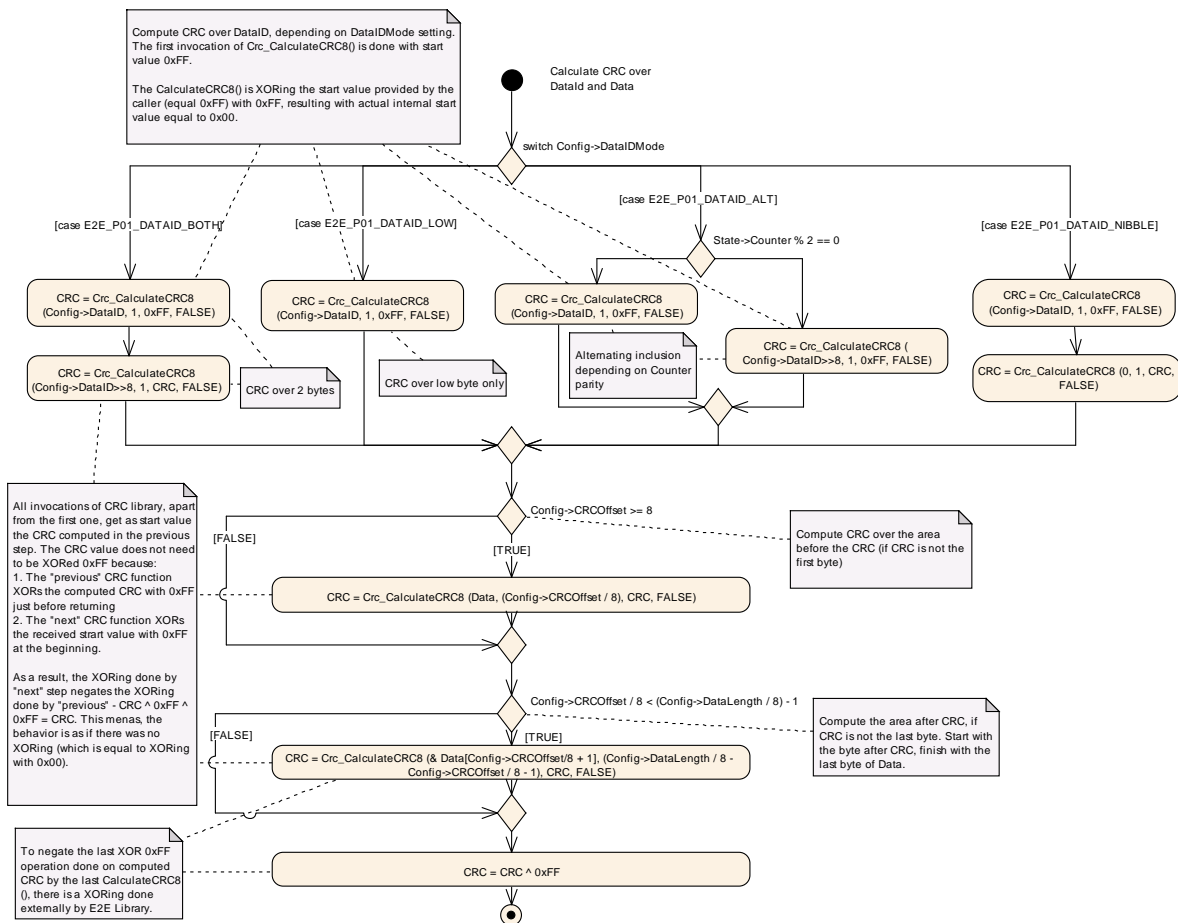 Compute CRC over DataID, depending on DataIDMode setting.
The first invocation of Crc_CalculateCRC8() is done with start
value 0xFF.
The CalculateCRC8() is XORing the start value provided by the
caller (equal 0xFF) with 0xFF, resulting with actual internal start
value equal to 0x00.
Calculate CRC over
DataId and Data
switch Config->DataIDMode
[case E2E_P01_DATAID_BOTH]
[case E2E_P01_DATAID_LOW]
[case E2E_P01_DATAID_ALT]
[case E2E_P01_DATAID_NIBBLE]
State->Counter % 2 == 0
CRC = Crc_CalculateCRC8
(Config->DataID, 1, 0xFF, FALSE)
CRC = Crc_CalculateCRC8
(Config->DataID, 1, 0xFF, FALSE)
CRC = Crc_CalculateCRC8
(Config->DataID, 1, 0xFF, FALSE)
CRC = Crc_CalculateCRC8
(Config->DataID, 1, 0xFF, FALSE)
CRC = Crc_CalculateCRC8 (
Config->DataID>>8, 1, 0xFF, FALSE)
Alternating inclusion
depending on Counter
parity
CRC = Crc_CalculateCRC8
(Config->DataID>>8, 1, CRC, FALSE)
CRC over 2 bytes
CRC over low byte only
CRC = Crc_CalculateCRC8 (0, 1, CRC,
FALSE)
All invocations of CRC library, apart
from the first one, get as start value
the CRC computed in the previous
step. The CRC value does not need
to be XORed 0xFF because:
1. The "previous" CRC function
XORs the computed CRC with 0xFF
just before returning
2. The "next" CRC function XORs
the received strart value with 0xFF
at the beginning.
As a result, the XORing done by
"next" step negates the XORing
done by "previous" - CRC ^ 0xFF ^
0xFF = CRC. This menas, the
behavior is as if there was no
XORing (which is equal to XORing
with 0x00).
Config->CRCOffset >= 8
[FALSE]
[TRUE]
Compute CRC over the area
before the CRC (if CRC is not the
first byte)
CRC = Crc_CalculateCRC8 (Data, (Config->CRCOffset / 8), CRC, FALSE)
Config->CRCOffset / 8 < (Config->DataLength / 8) - 1
[FALSE]
[TRUE]
Compute the area after CRC, if
CRC is not the last byte. Start with
the byte after CRC, finish with the
last byte of Data.
CRC = Crc_CalculateCRC8 (& Data[Config->CRCOffset/8 + 1], (Config->DataLength / 8 -
Config->CRCOffset / 8 - 1), CRC, FALSE)
To negate the last XOR 0xFF
operation done on computed
CRC by the last CalculateCRC8
(), there is a XORing done
externally by E2E Library.
CRC = CRC ^ 0xFF